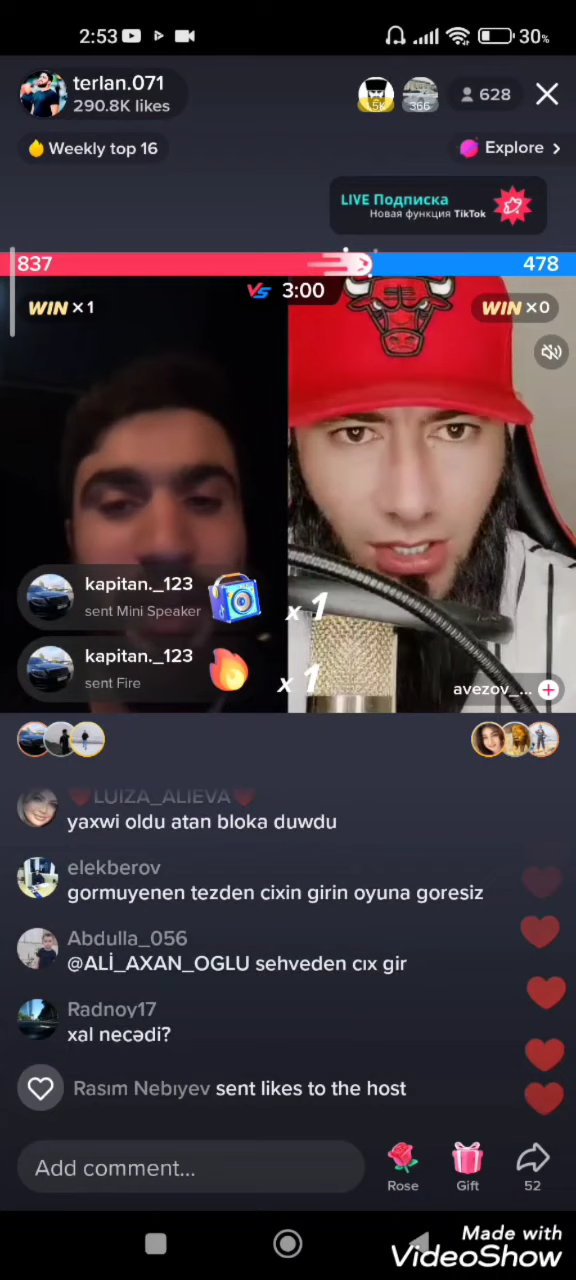 2:53
30%
terlan.071
290.8K likes
15K
366
628
Weekly top 16
Explore >
LIVE Подписка
Новая функция TikTok
837
478
WIN ×1
VS 3:00
WIN ×0
kapitan._123
sent Mini Speaker
x 1
kapitan._123
sent Fire
x 1
avezov_...
LUIZA_ALIEVA
yaxwi oldu atan bloka duwdu
elekberov
gormuyenen tezden cixin girin oyuna goresiz
Abdulla_056
@ALİ_AXAN_OGLU sehveden cıx gir
Radnoy17
xal necədi?
Rasım Nebıyev sent likes to the host
Add comment...
Rose
Gift
52
Made with
VideoShow